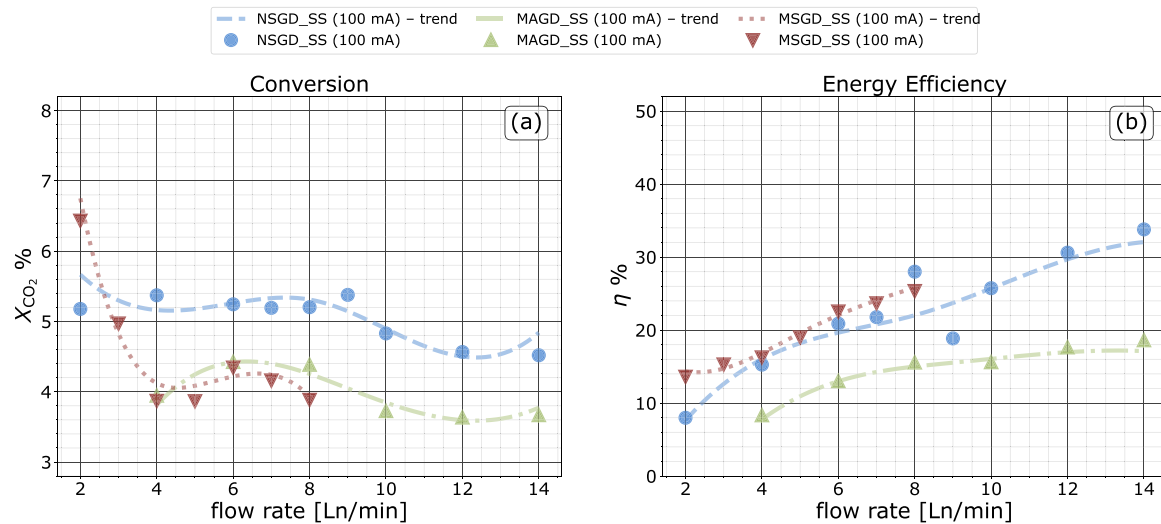 NSGD_SS (100 mA) – trend MAGD_SS (100 mA) – trend MSGD_SS (100 mA) – trend
NSGD_SS (100 mA) MAGD_SS (100 mA) MSGD_SS (100 mA)
Conversion
(a)
8
7
6
5
4
3
X_CO₂ %
2 4 6 8 10 12 14
flow rate [Ln/min]
Energy Efficiency
(b)
50
40
30
20
10
0
η %
2 4 6 8 10 12 14
flow rate [Ln/min]